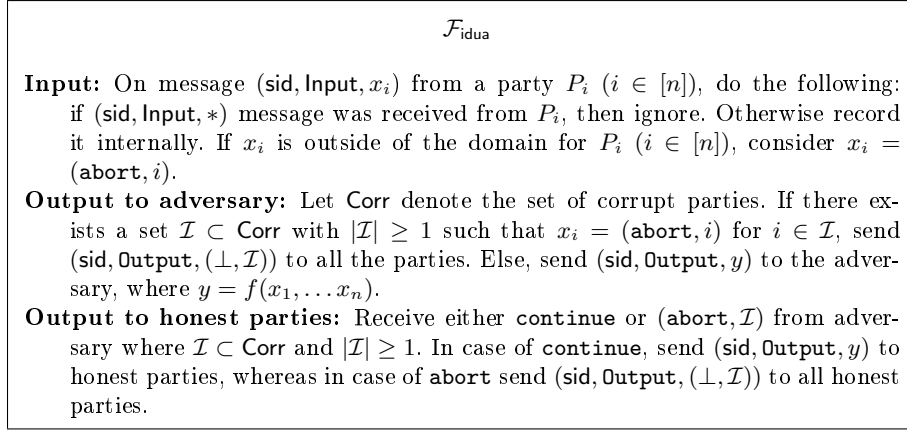 𝓕_idua
Input: On message (sid, Input, x_i) from a party P_i (i ∈ [n]), do the following:
if (sid, Input, ∗) message was received from P_i, then ignore. Otherwise record
it internally. If x_i is outside of the domain for P_i (i ∈ [n]), consider x_i =
(abort, i).
Output to adversary: Let Corr denote the set of corrupt parties. If there ex-
ists a set 𝓘 ⊂ Corr with |𝓘| ≥ 1 such that x_i = (abort, i) for i ∈ 𝓘, send
(sid, Output, (⊥, 𝓘)) to all the parties. Else, send (sid, Output, y) to the adver-
sary, where y = f(x_1, … x_n).
Output to honest parties: Receive either continue or (abort, 𝓘) from adver-
sary where 𝓘 ⊂ Corr and |𝓘| ≥ 1. In case of continue, send (sid, Output, y) to
honest parties, whereas in case of abort send (sid, Output, (⊥, 𝓘)) to all honest
parties.